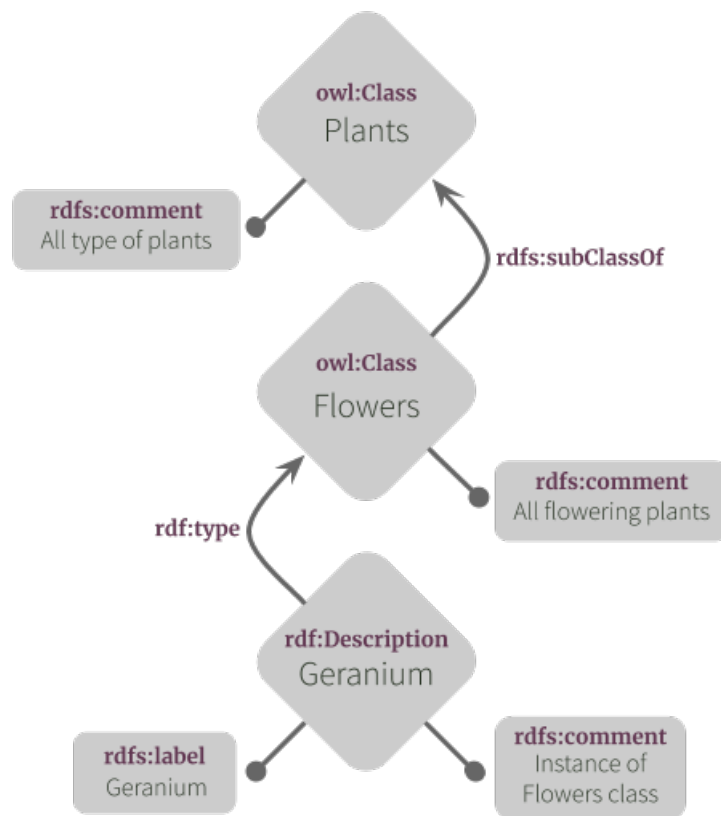 owl:Class
Plants
rdfs:comment
All type of plants
rdfs:subClassOf
owl:Class
Flowers
rdfs:comment
All flowering plants
rdf:type
rdf:Description
Geranium
rdfs:label
Geranium
rdfs:comment
Instance of
Flowers class